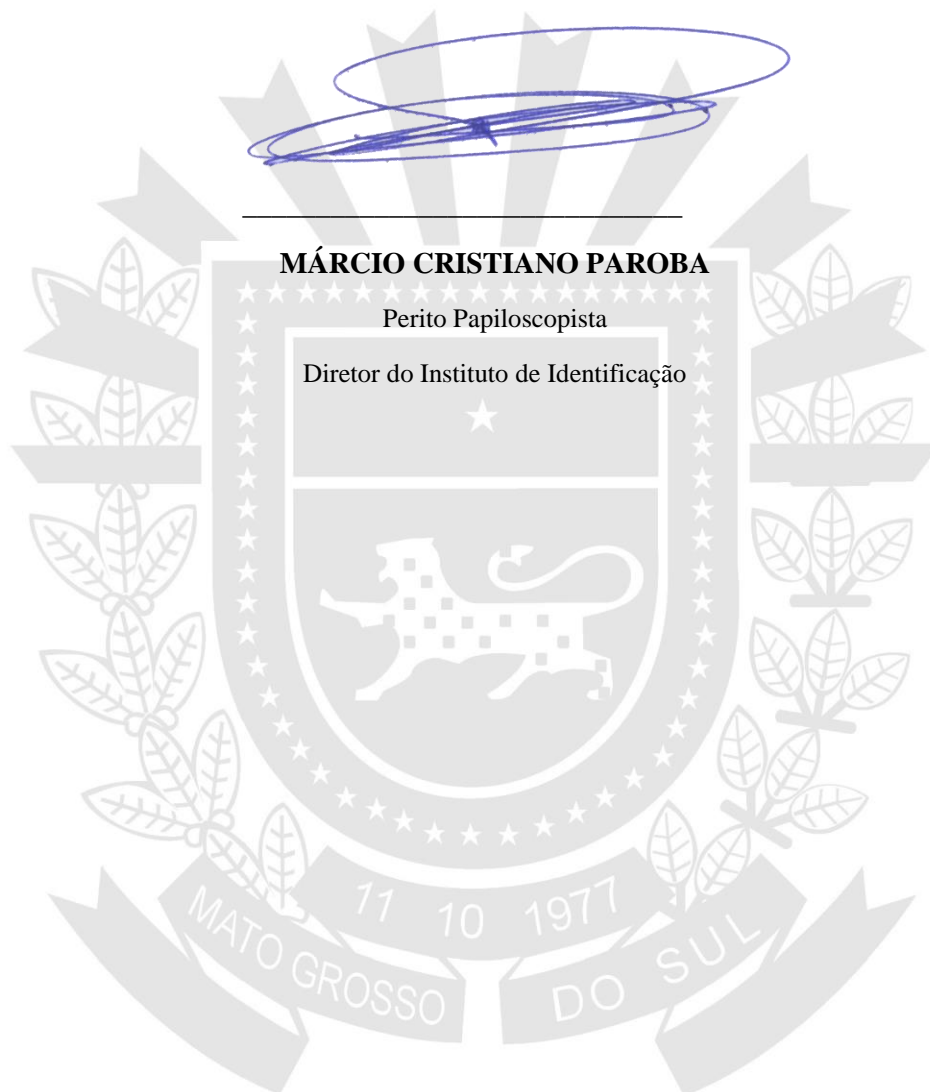 MÁRCIO CRISTIANO PAROBA
Perito Papiloscopista
Diretor do Instituto de Identificação
11 10 1977
MATO GROSSO DO SUL